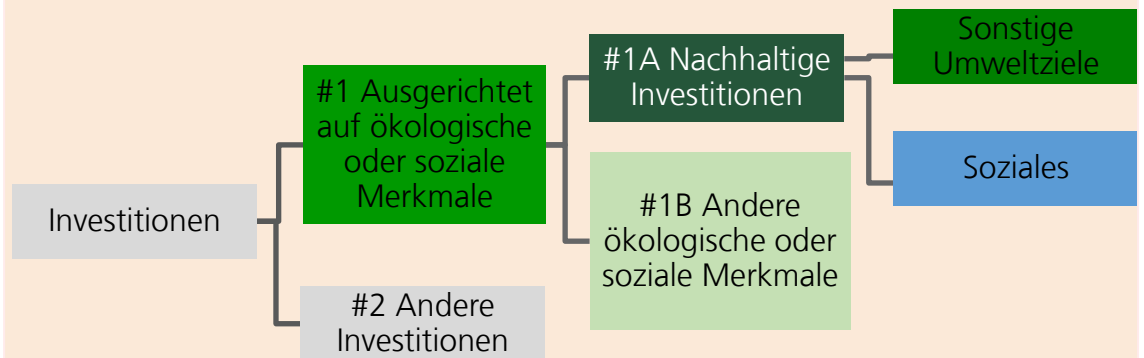 Investitionen
#1 Ausgerichtet
auf ökologische
oder soziale
Merkmale
#2 Andere
Investitionen
#1A Nachhaltige
Investitionen
#1B Andere
ökologische oder
soziale Merkmale
Sonstige
Umweltziele
Soziales